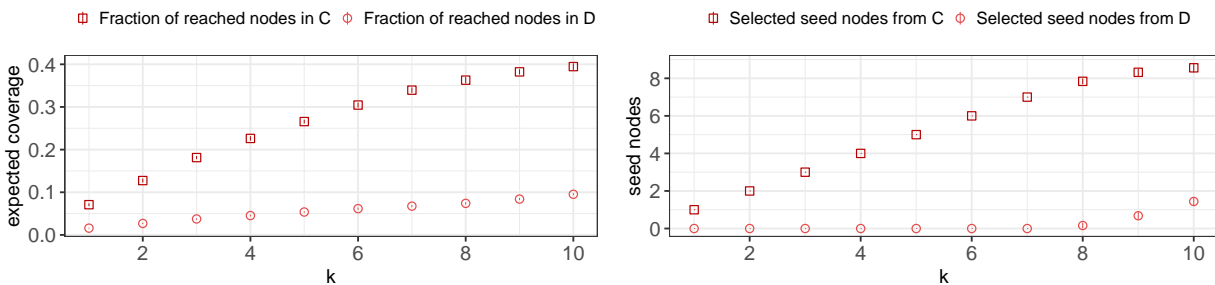 Fraction of reached nodes in C Fraction of reached nodes in D
expected coverage
0.4
0.3
0.2
0.1
0.0
2 4 6 8 10
k
Selected seed nodes from C Selected seed nodes from D
seed nodes
8
6
4
2
0
2 4 6 8 10
k